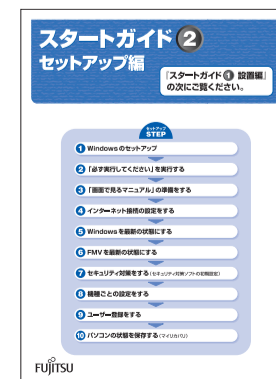 スタートガイド 2
セットアップ編
『スタートガイド 1 設置編』
の次にご覧ください。
セットアップ
STEP
1 Windowsのセットアップ
2 「必ず実行してください」を実行する
3 「画面で見るマニュアル」の準備をする
4 インターネット接続の設定をする
5 Windowsを最新の状態にする
6 FMVを最新の状態にする
7 セキュリティ対策をする(セキュリティ対策ソフトの初期設定)
8 機種ごとの設定をする
9 ユーザー登録をする
10 パソコンの状態を保存する(マイリカバリ)
FUJITSU